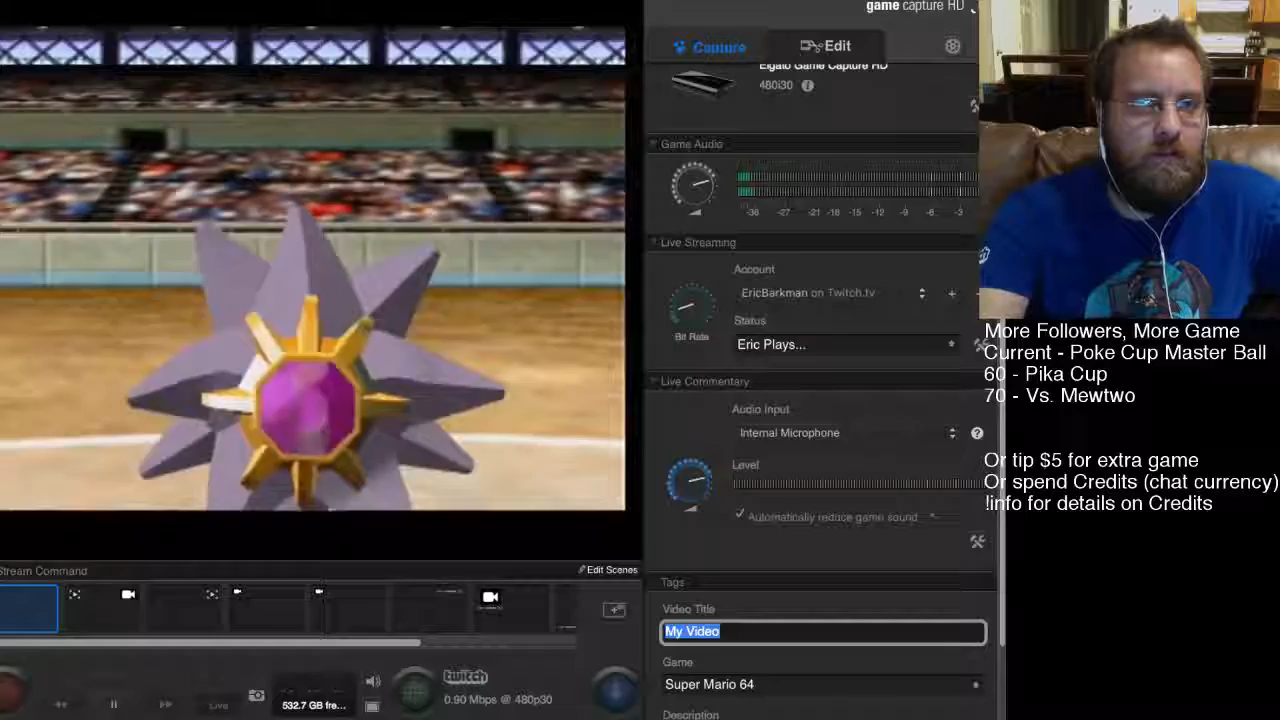 game capture HD
Capture
Edit
Elgato Game Capture HD
480i30
Game Audio
-36 -27 -21 -18 -15 -12 -9 -6 -3
Live Streaming
Account
EricBarkman on Twitch.tv
Bit Rate
Status
Eric Plays...
Live Commentary
Audio Input
Internal Microphone
Level
Automatically reduce game sound
Tags
Video Title
My Video
Game
Super Mario 64
Description
Stream Command
Edit Scenes
Live
532.7 GB fre...
twitch
0.90 Mbps @ 480p30
More Followers, More Game
Current - Poke Cup Master Ball
60 - Pika Cup
70 - Vs. Mewtwo
Or tip $5 for extra game
Or spend Credits (chat currency)
!info for details on Credits